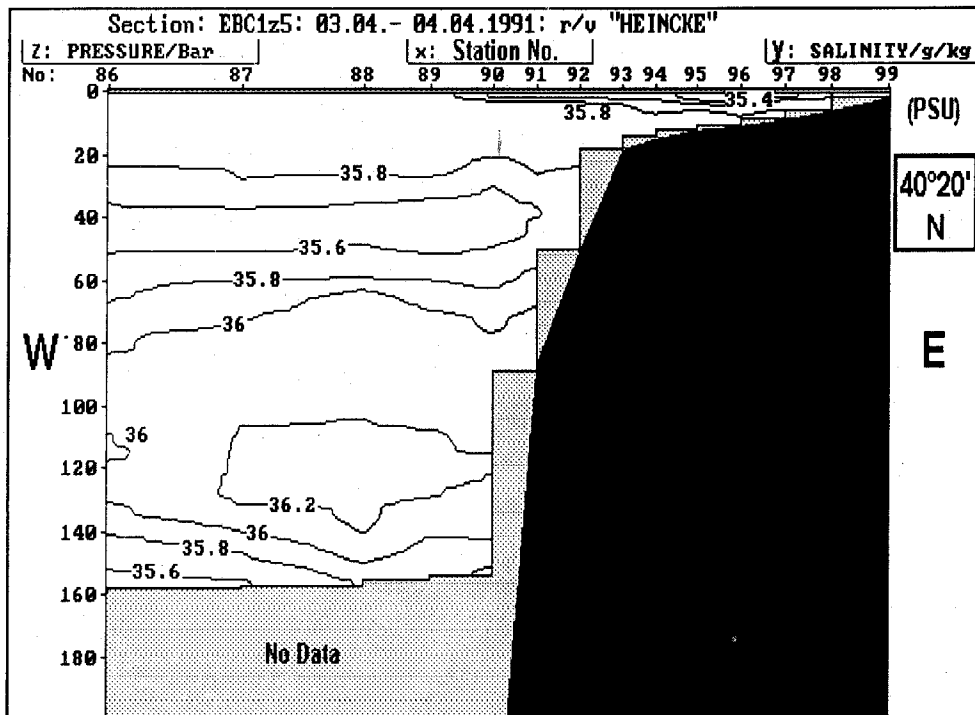 Section: EBC1z5: 03.04.- 04.04.1991: r/v "HEINCKE"
Z: PRESSURE/Bar x: Station No. y: SALINITY/g/kg
No: 86 87 88 89 90 91 92 93 94 95 96 97 98 99
0
35.4
35.8
(PSU)
20
35.8
40°20'
N
40
35.6
60
35.8
36
W
80
E
100
36
120
36.2
140
36
35.8
35.6
160
No Data
180